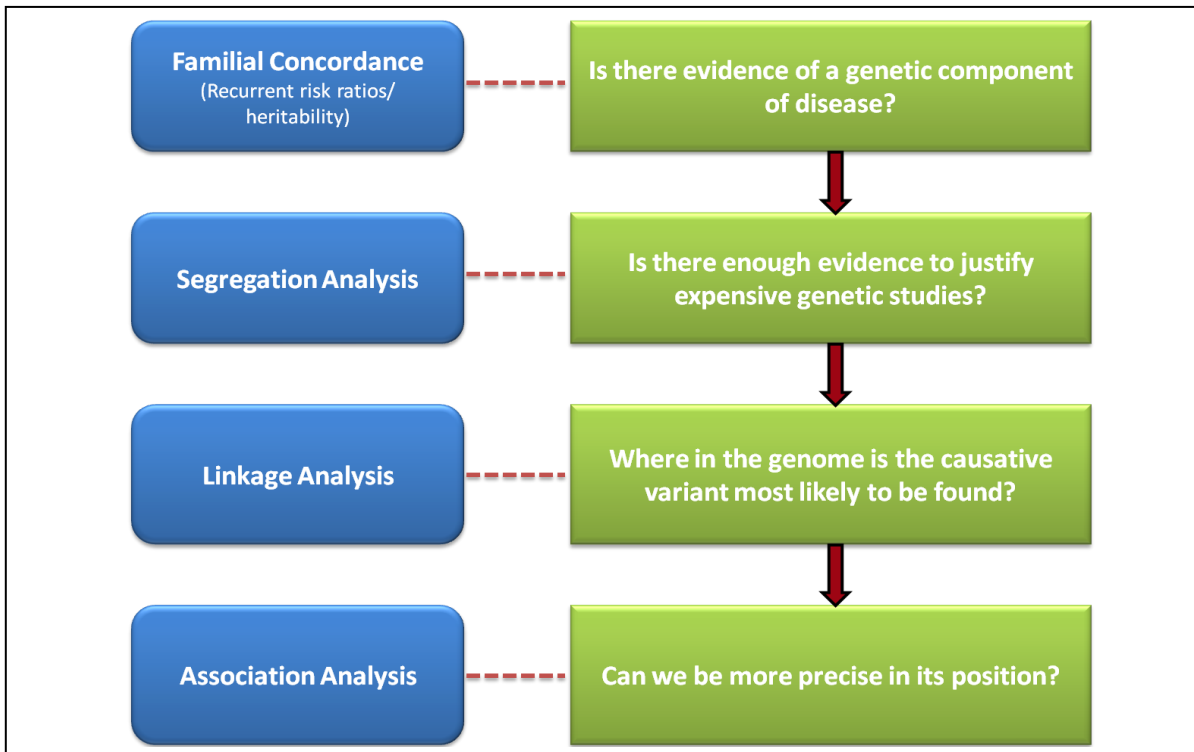 Familial Concordance
(Recurrent risk ratios/
heritability)
Is there evidence of a genetic component
of disease?
Segregation Analysis
Is there enough evidence to justify
expensive genetic studies?
Linkage Analysis
Where in the genome is the causative
variant most likely to be found?
Association Analysis
Can we be more precise in its position?